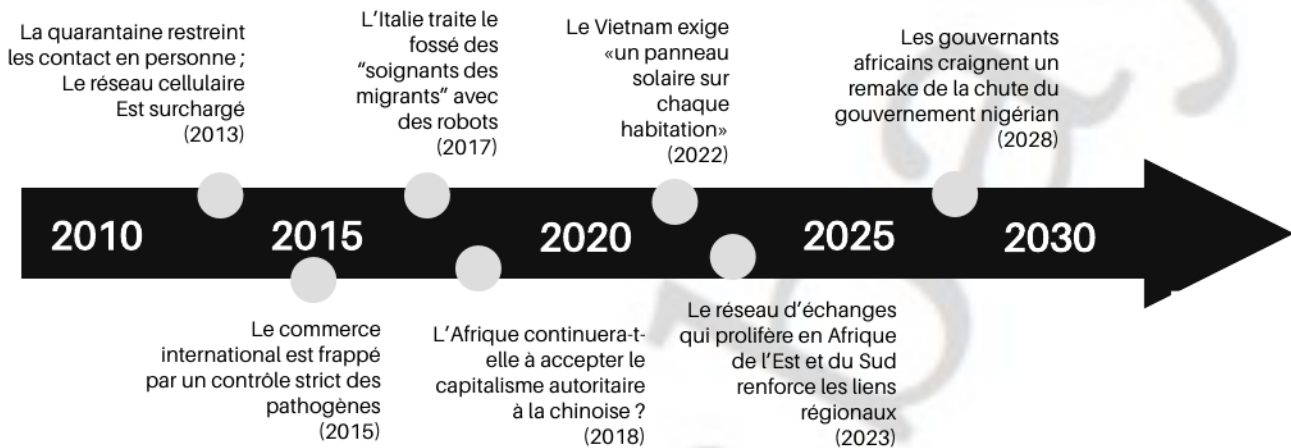 La quarantaine restreint
les contact en personne ;
Le réseau cellulaire
Est surchargé
(2013)
L'Italie traite le
fossé des
"soignants des
migrants" avec
des robots
(2017)
Le Vietnam exige
«un panneau
solaire sur
chaque
habitation»
(2022)
Les gouvernants
africains craignent un
remake de la chute du
gouvernement nigérian
(2028)
2010
2015
2020
2025
2030
Le commerce
international est frappé
par un contrôle strict des
pathogènes
(2015)
L'Afrique continuera-t-
elle à accepter le
capitalisme autoritaire
à la chinoise ?
(2018)
Le réseau d'échanges
qui prolifère en Afrique
de l'Est et du Sud
renforce les liens
régionaux
(2023)